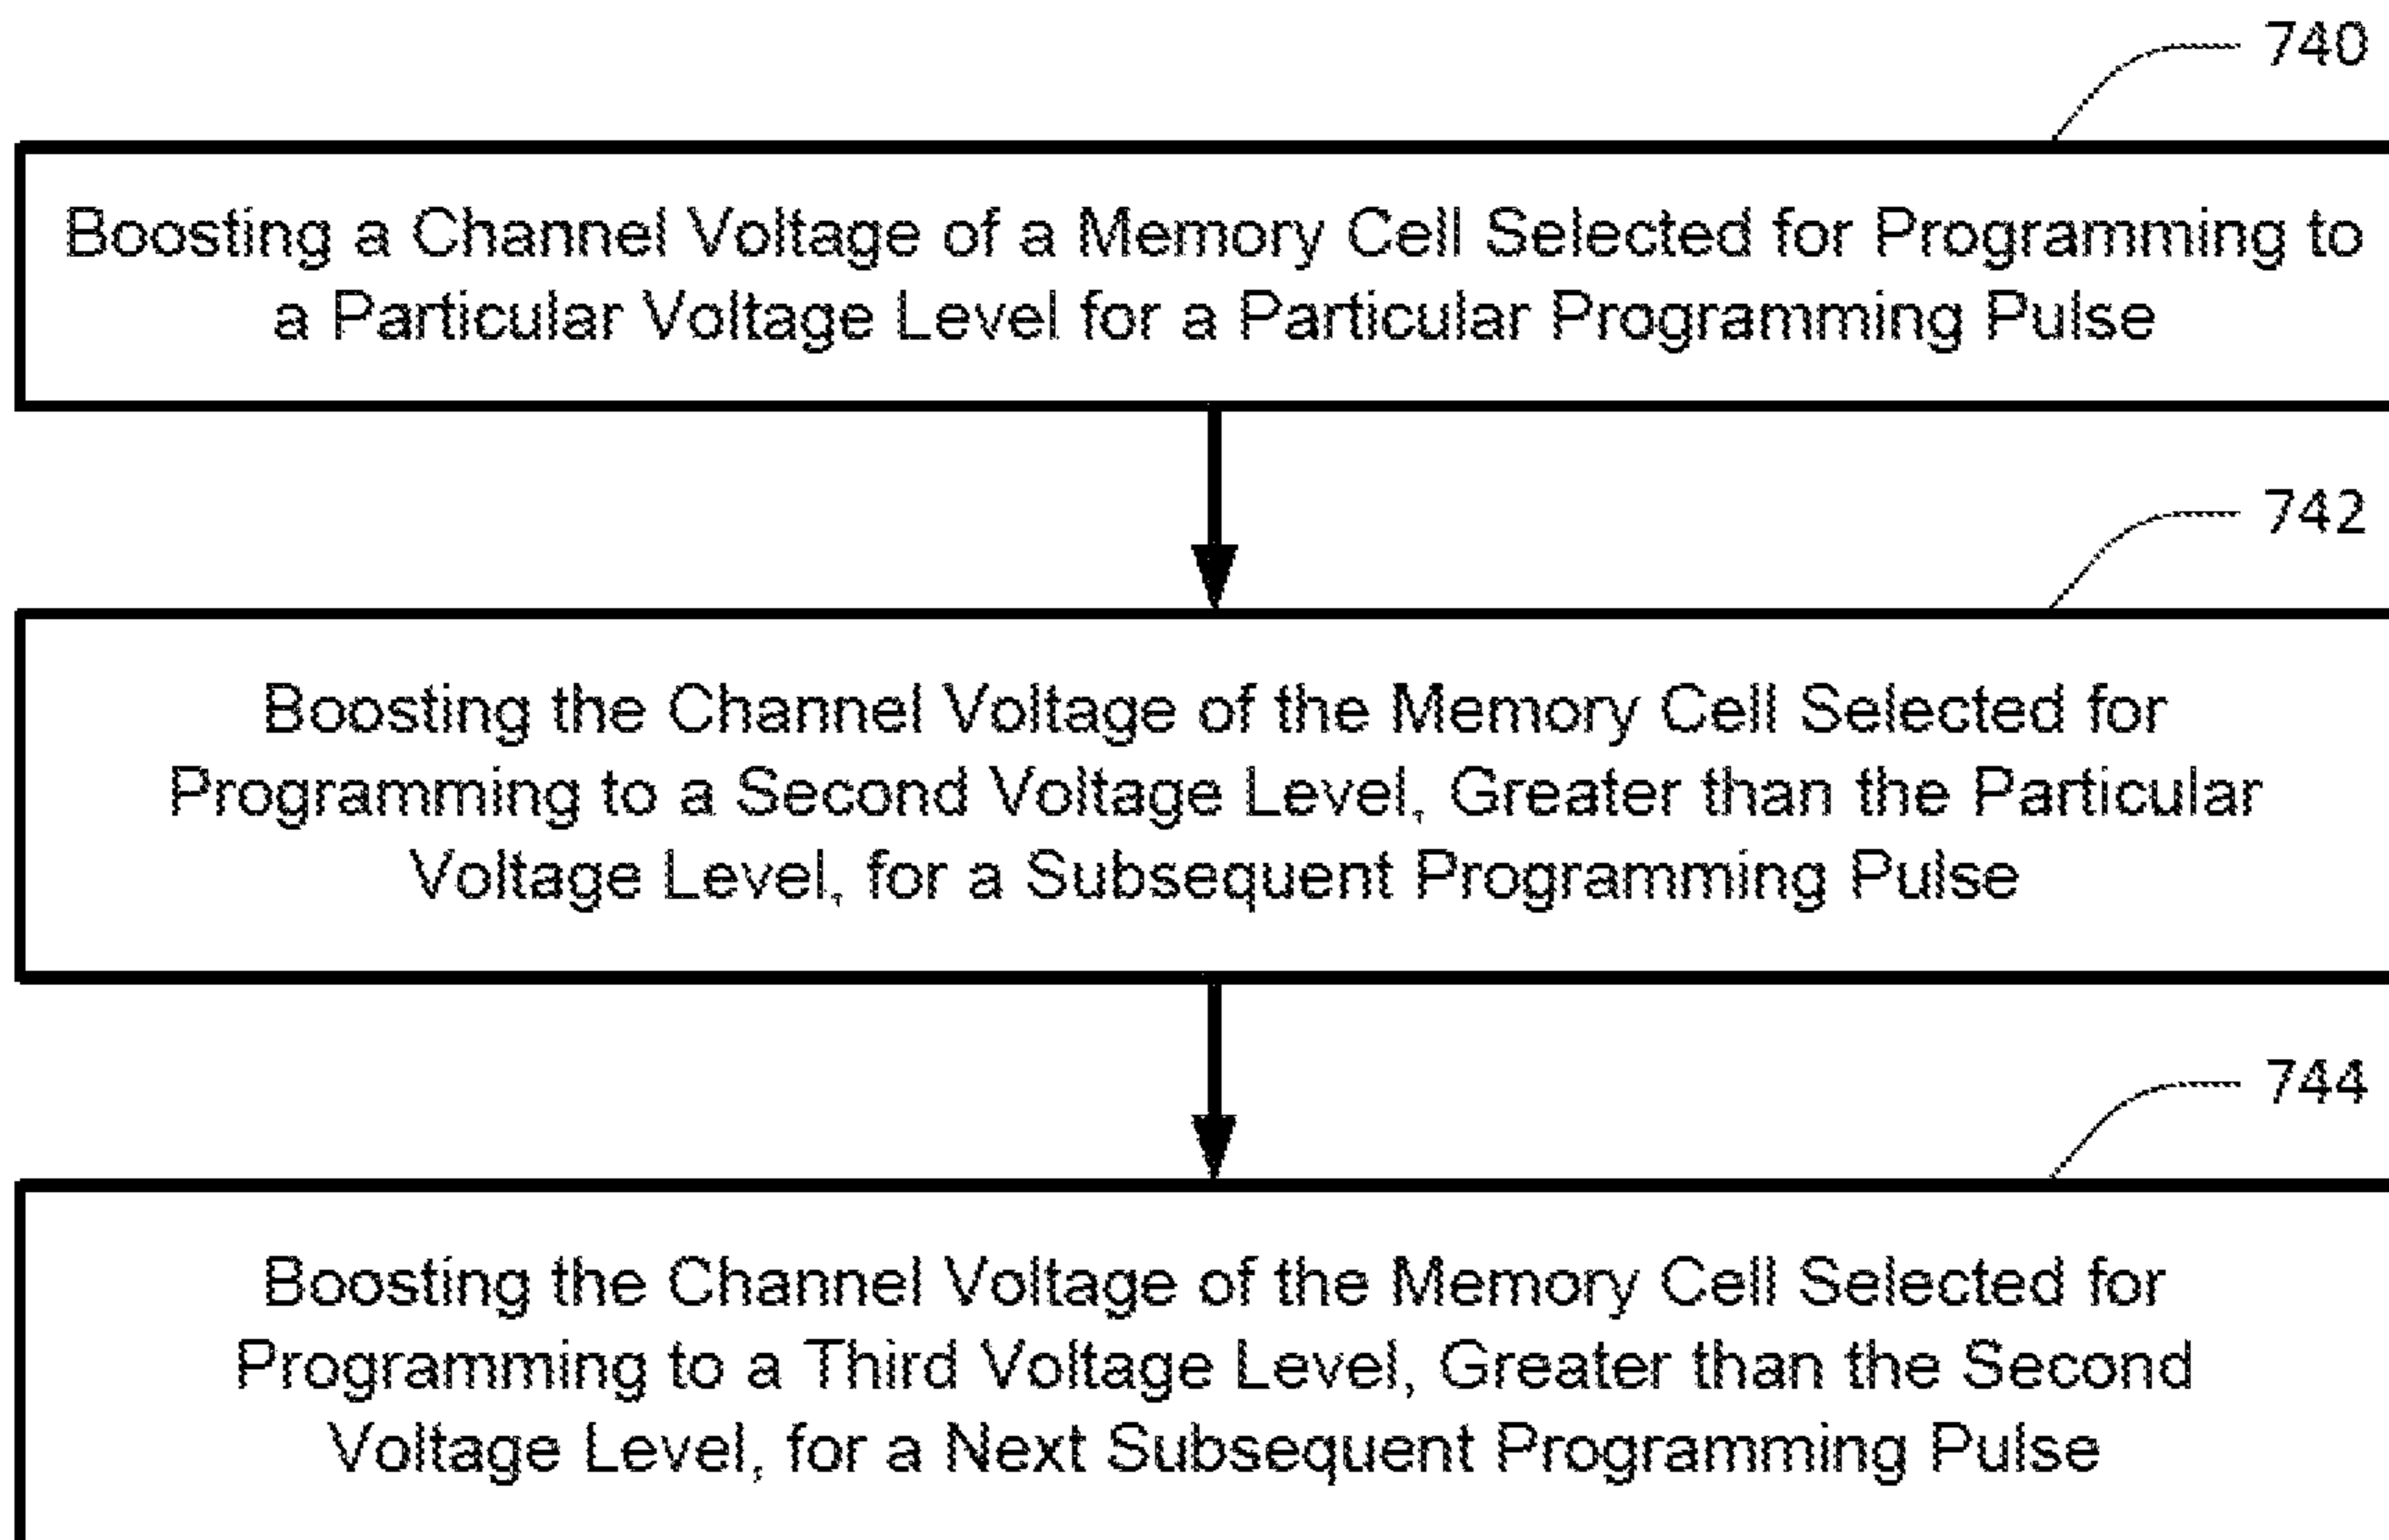 740
Boosting a Channel Voltage of a Memory Cell Selected for Programming to
a Particular Voltage Level for a Particular Programming Pulse
742
Boosting the Channel Voltage of the Memory Cell Selected for
Programming to a Second Voltage Level, Greater than the Particular
Voltage Level, for a Subsequent Programming Pulse
744
Boosting the Channel Voltage of the Memory Cell Selected for
Programming to a Third Voltage Level, Greater than the Second
Voltage Level, for a Next Subsequent Programming Pulse